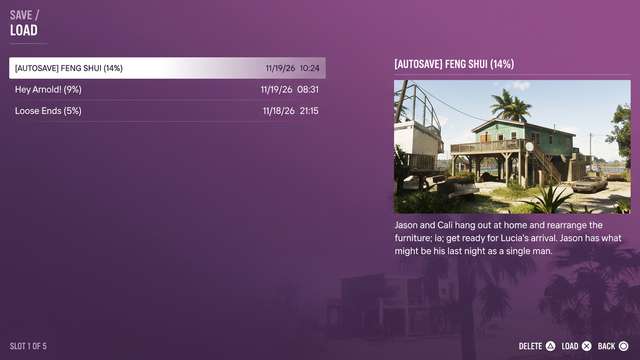 SAVE /
LOAD
[AUTOSAVE] FENG SHUI (14%) 11/19/26 10:24
Hey Arnold! (9%) 11/19/26 08:31
Loose Ends (5%) 11/18/26 21:15
[AUTOSAVE] FENG SHUI (14%)
Jason and Cali hang out at home and rearrange the
furniture; io; get ready for Lucia's arrival. Jason has what
might be his last night as a single man.
SLOT 1 OF 5
DELETE LOAD BACK